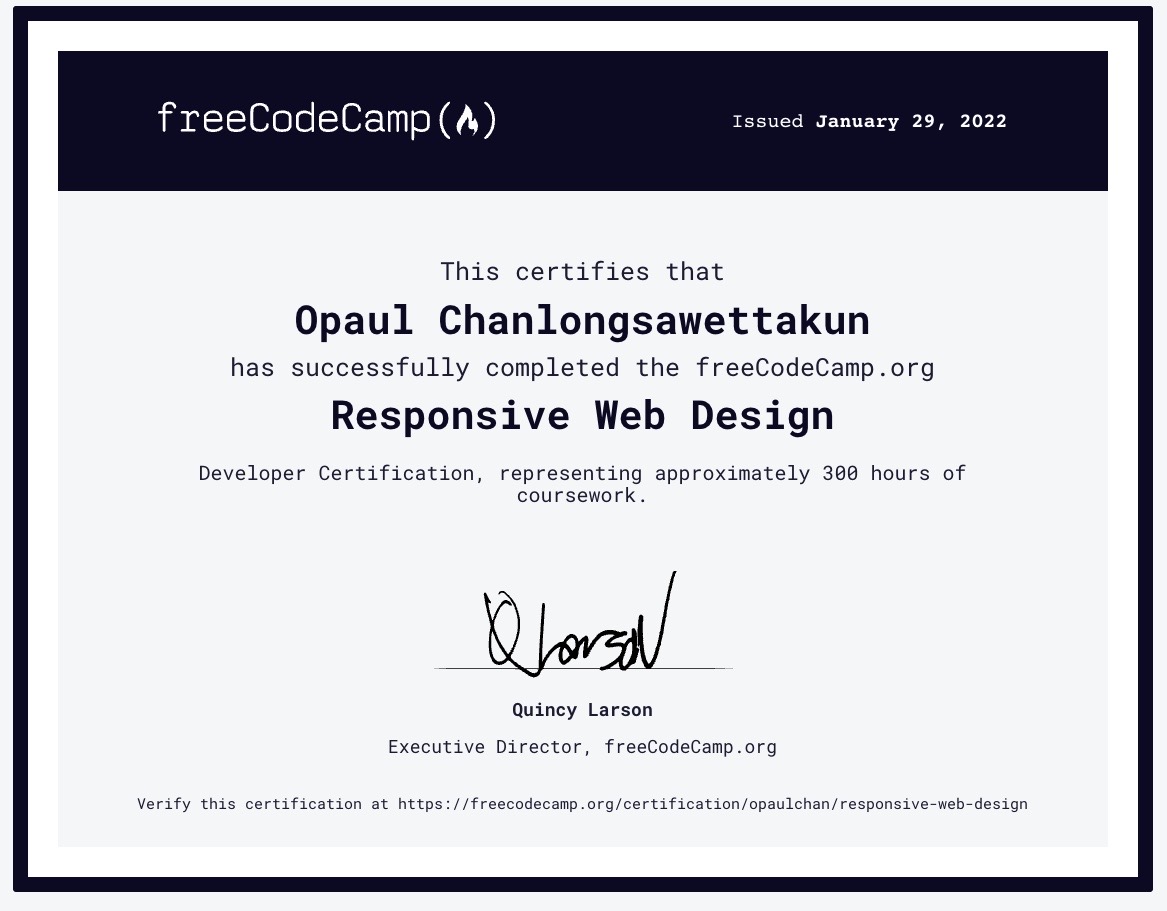 freeCodeCamp
Issued January 29, 2022
This certifies that
Opaul Chanlongsawettakun
has successfully completed the freeCodeCamp.org
Responsive Web Design
Developer Certification, representing approximately 300 hours of
coursework.
Quincy Larson
Executive Director, freeCodeCamp.org
Verify this certification at https://freecodecamp.org/certification/opaulchan/responsive-web-design